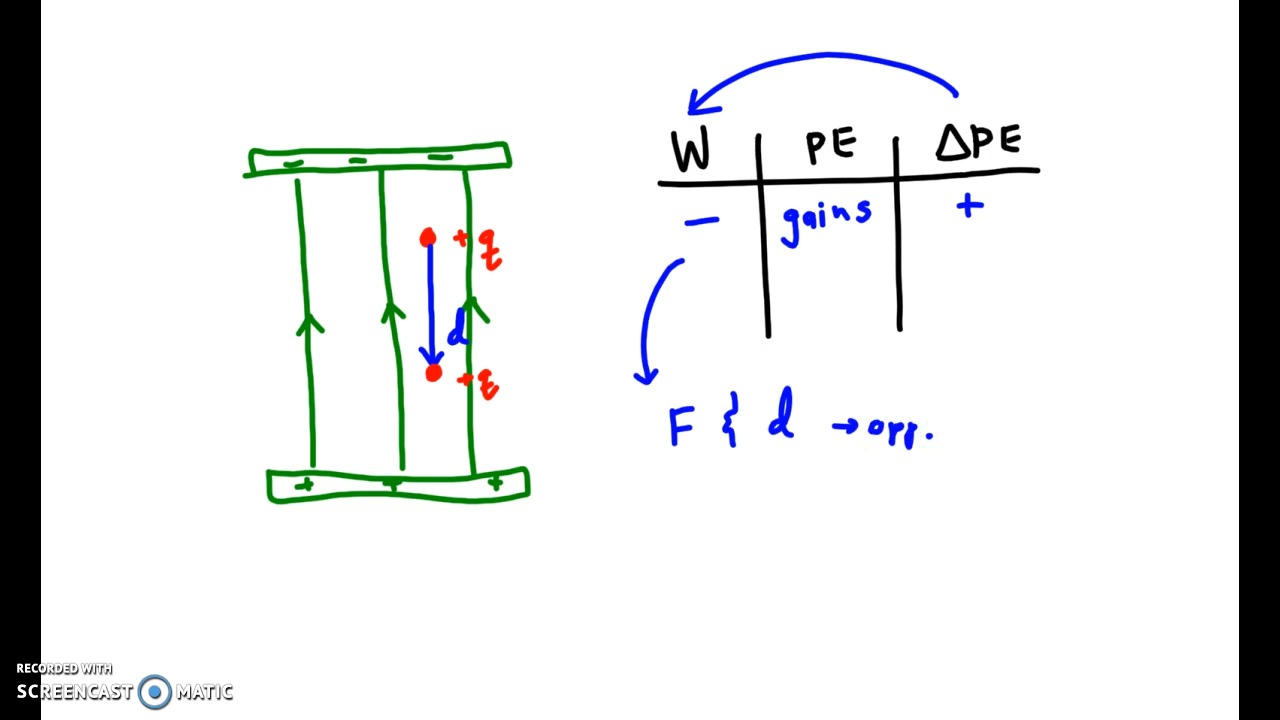 W PE ΔPE
- gains +
- - -
+ q
d
+ q
F { d → opp.
+ + +
RECORDED WITH
SCREENCAST MATIC